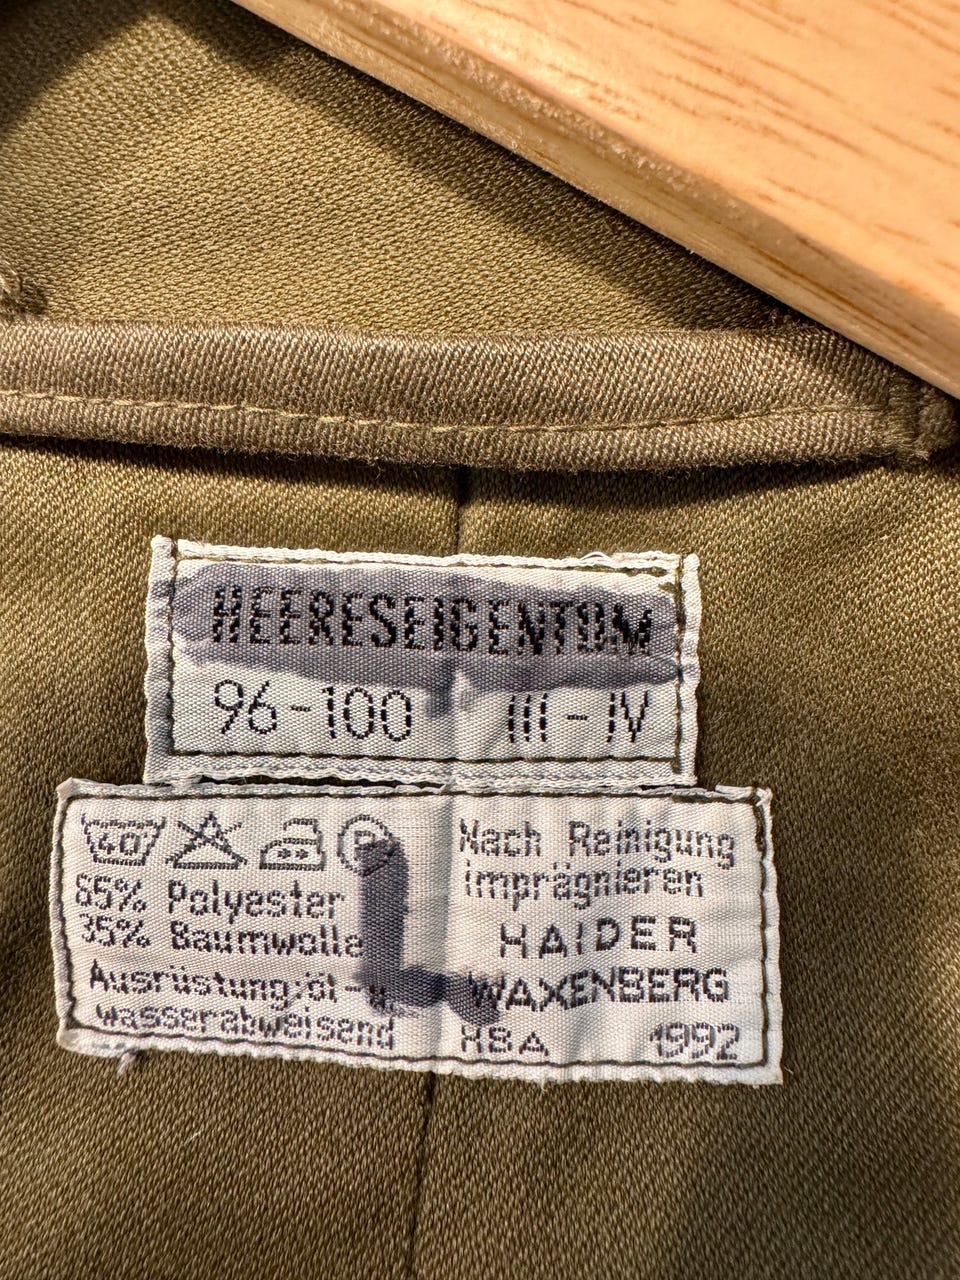 HEERESEIGENTUM
96-100 III-IV
40 P
65% Polyester
35% Baumwolle
Ausrüstung: öl- u.
wasserabweisend
Nach Reinigung
imprägnieren
HAIDER
WAXENBERG
HBA 1992
L